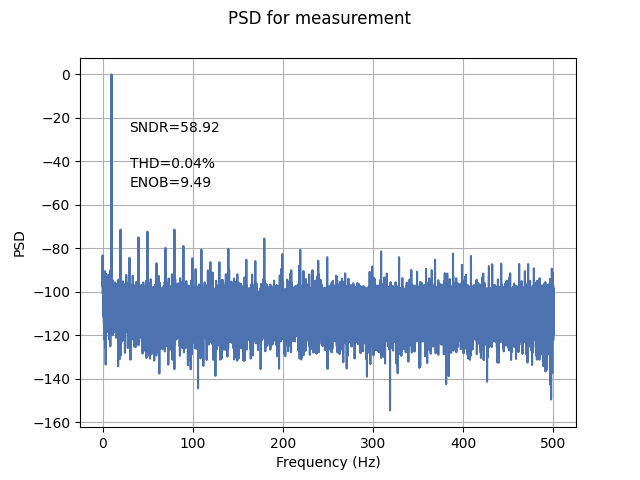 PSD for measurement
0
−20
−40
−60
−80
−100
−120
−140
−160
PSD
SNDR=58.92
THD=0.04%
ENOB=9.49
0 100 200 300 400 500
Frequency (Hz)